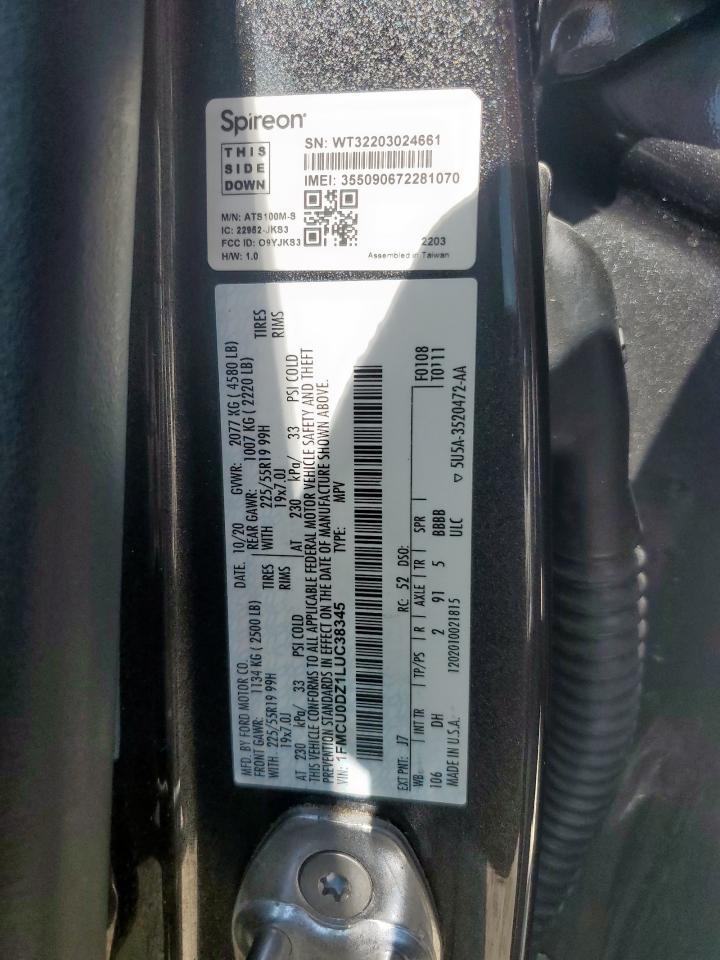 Spireon
THIS
SIDE
DOWN
SN: WT32203024661
IMEI: 355090672281070
M/N: ATS100M-S
IC: 22952-JKS3
FCC ID: O9YJKS3
H/W: 1.0
2203
Assembled in Taiwan
MFD. BY FORD MOTOR CO.
DATE: 10/20 GVWR: 2077 KG ( 4580 LB)
FRONT GAWR: 1134 KG ( 2500 LB) REAR GAWR: 1007 KG ( 2220 LB)
225/55R19 99H TIRES WITH 225/55R19 99H TIRES
19x7.0J RIMS 19x7.0J RIMS
AT 230 kPa/ 33 PSI COLD AT 230 kPa/ 33 PSI COLD
THIS VEHICLE CONFORMS TO ALL APPLICABLE FEDERAL MOTOR VEHICLE SAFETY AND THEFT
PREVENTION STANDARDS IN EFFECT ON THE DATE OF MANUFACTURE SHOWN ABOVE.
VIN: 1FMCU0DZ1LUC38345 TYPE: MPV
EXT PNT: J7 RC: 52 DSO: F0108
WB INT TR TP/PS R AXLE TR SPR T0111
106 DH 2 91 5 BBBB
MADE IN U.S.A. 1202010021815 ULC ▽ 5U5A-3520472-AA